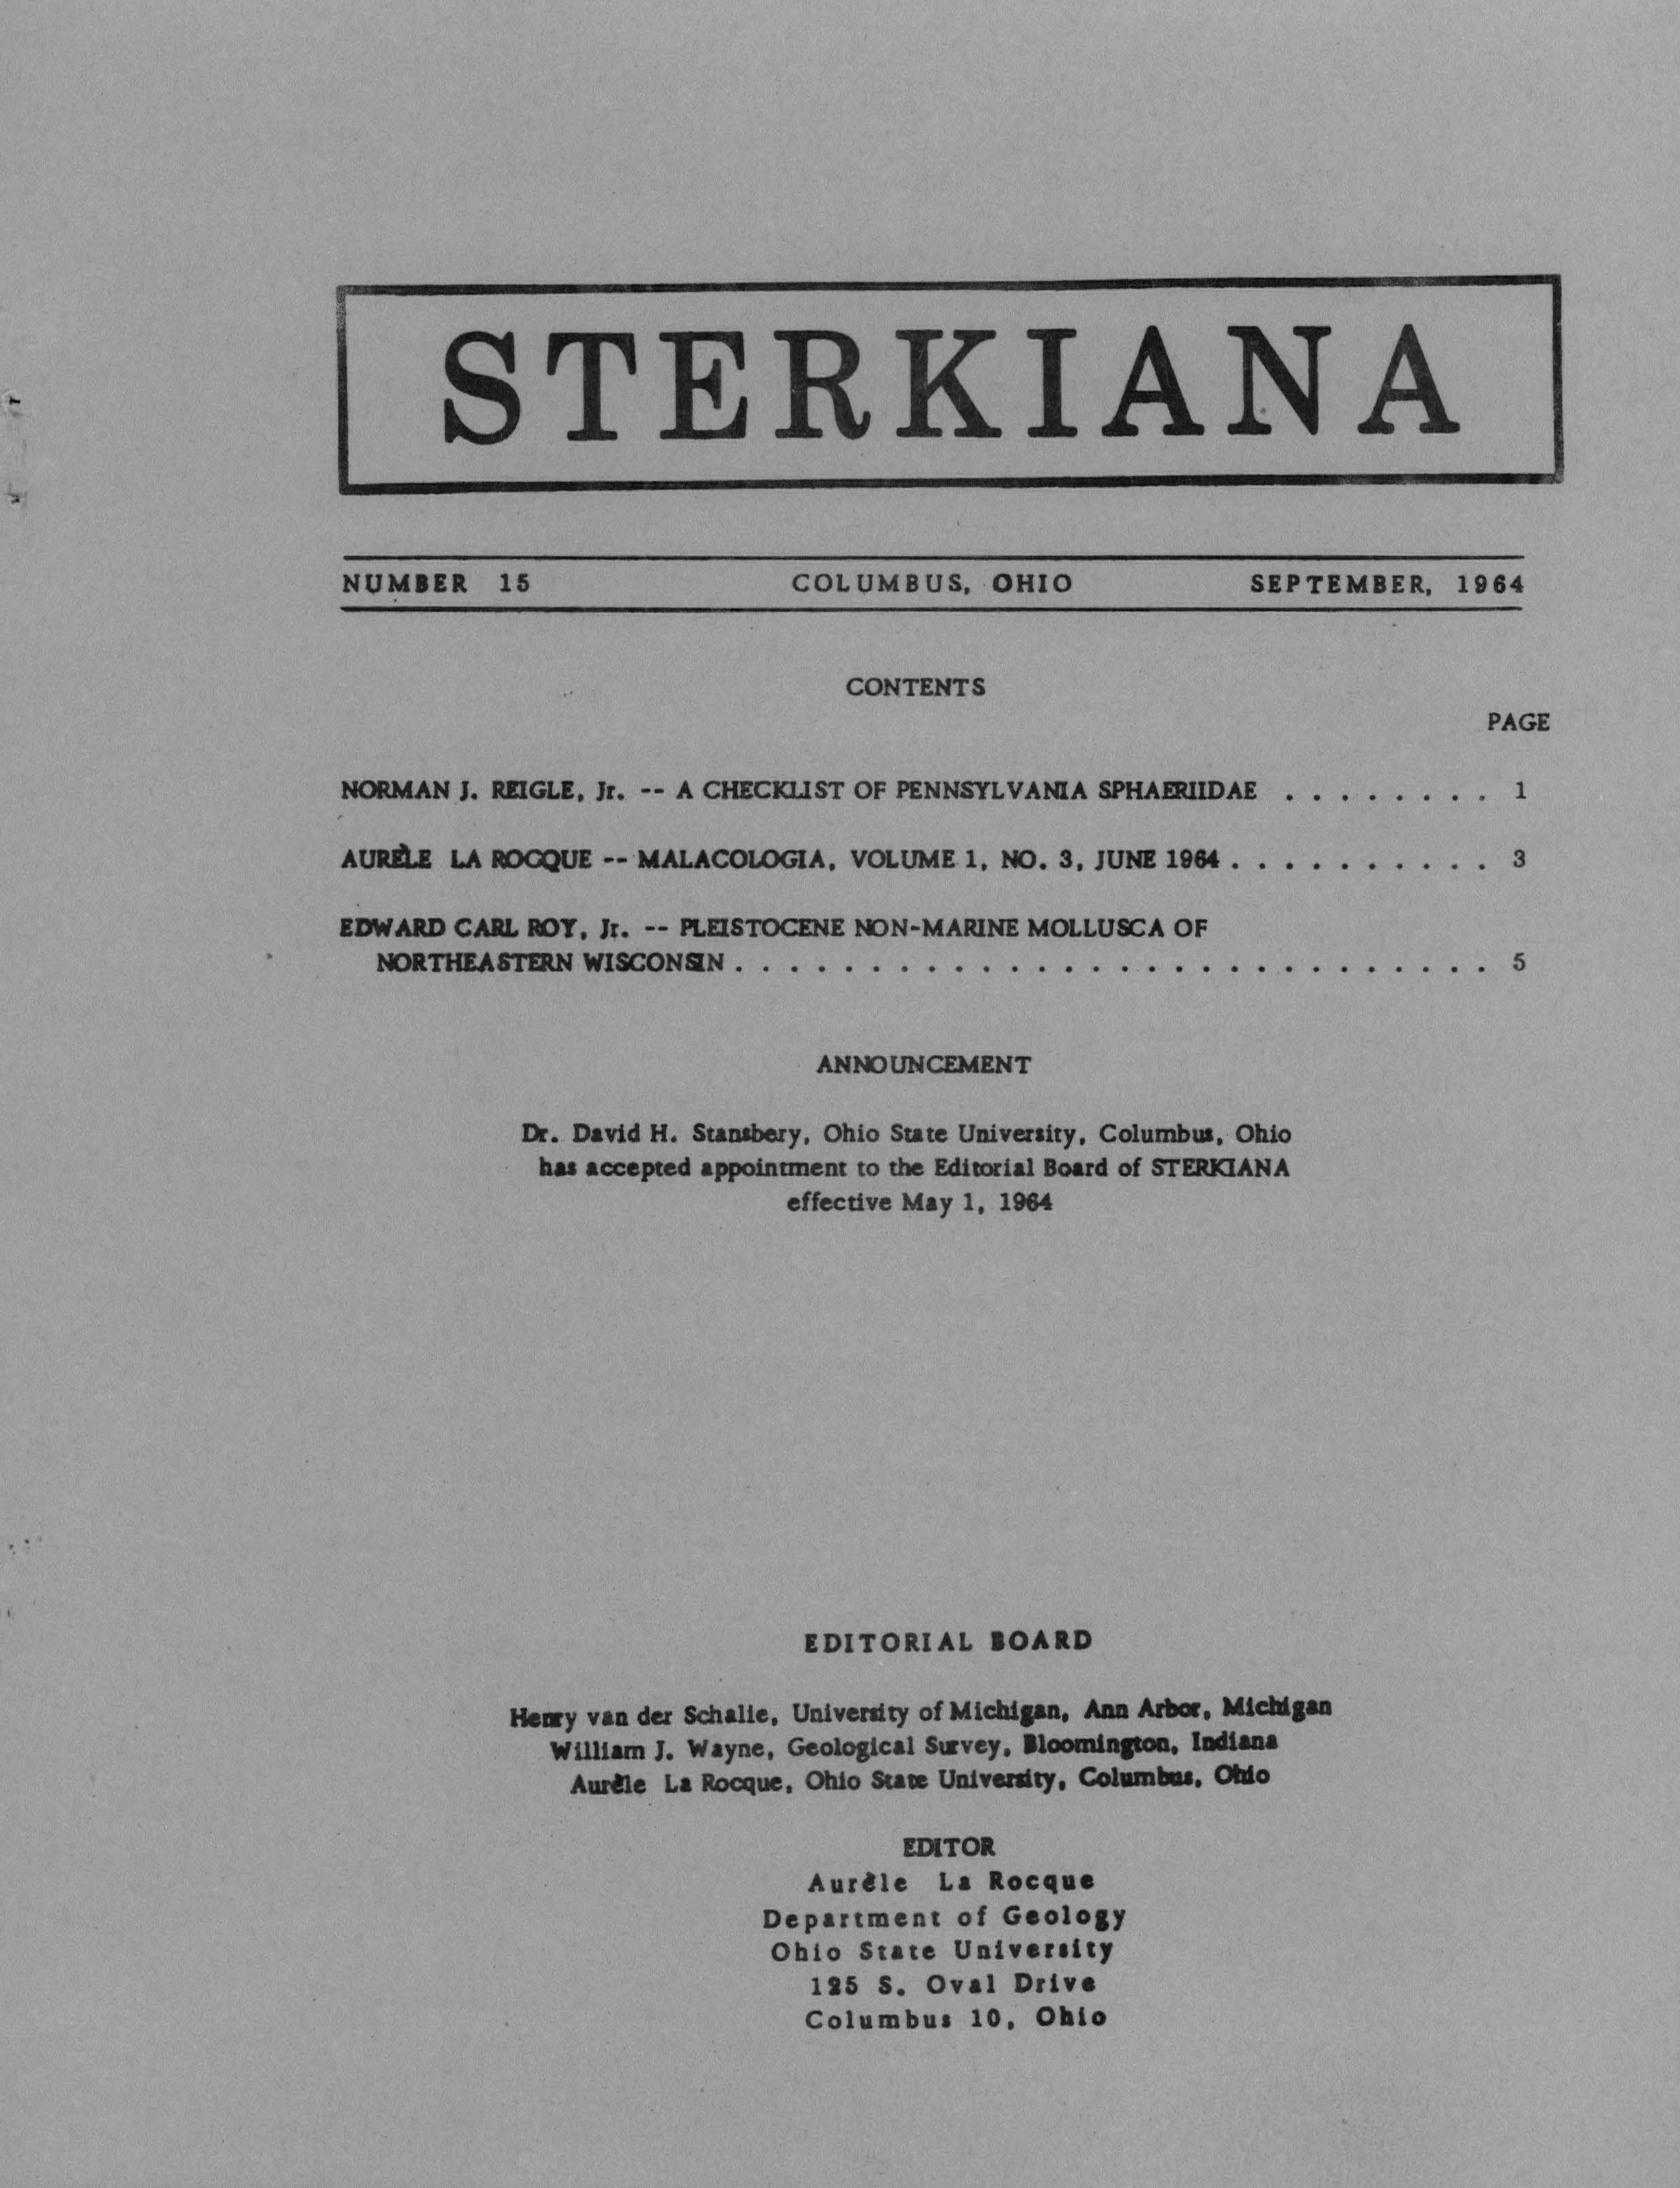 STERKIANA
NUMBER 15 COLUMBUS, OHIO SEPTEMBER, 1964
CONTENTS
PAGE
NORMAN J. REIGLE, Jr. -- A CHECKLIST OF PENNSYLVANIA SPHAERIIDAE . . . . . . . . 1
AURÈLE LA ROCQUE -- MALACOLOGIA, VOLUME 1, NO. 3, JUNE 1964 . . . . . . . . . . 3
EDWARD CARL ROY, Jr. -- PLEISTOCENE NON-MARINE MOLLUSCA OF
NORTHEASTERN WISCONSIN . . . . . . . . . . . . . . . . . . . . . . . . . . . . 5
ANNOUNCEMENT
Dr. David H. Stansbery, Ohio State University, Columbus, Ohio
has accepted appointment to the Editorial Board of STERKIANA
effective May 1, 1964
EDITORIAL BOARD
Henry van der Schalie, University of Michigan, Ann Arbor, Michigan
William J. Wayne, Geological Survey, Bloomington, Indiana
Aurèle La Rocque, Ohio State University, Columbus, Ohio
EDITOR
Aurèle La Rocque
Department of Geology
Ohio State University
125 S. Oval Drive
Columbus 10, Ohio